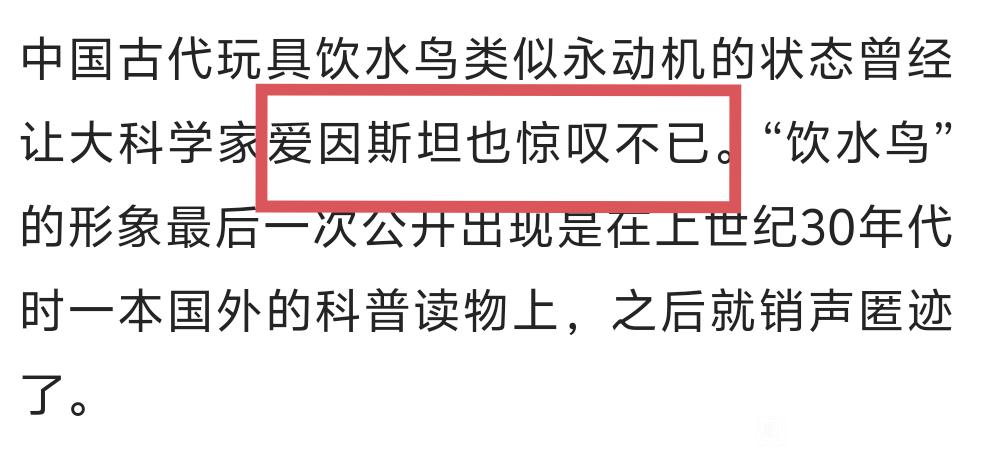 中国古代玩具饮水鸟类似永动机的状态曾经
让大科学家爱因斯坦也惊叹不已。“饮水鸟”
的形象最后一次公开出现是在上世纪30年代
时一本国外的科普读物上，之后就销声匿迹
了。